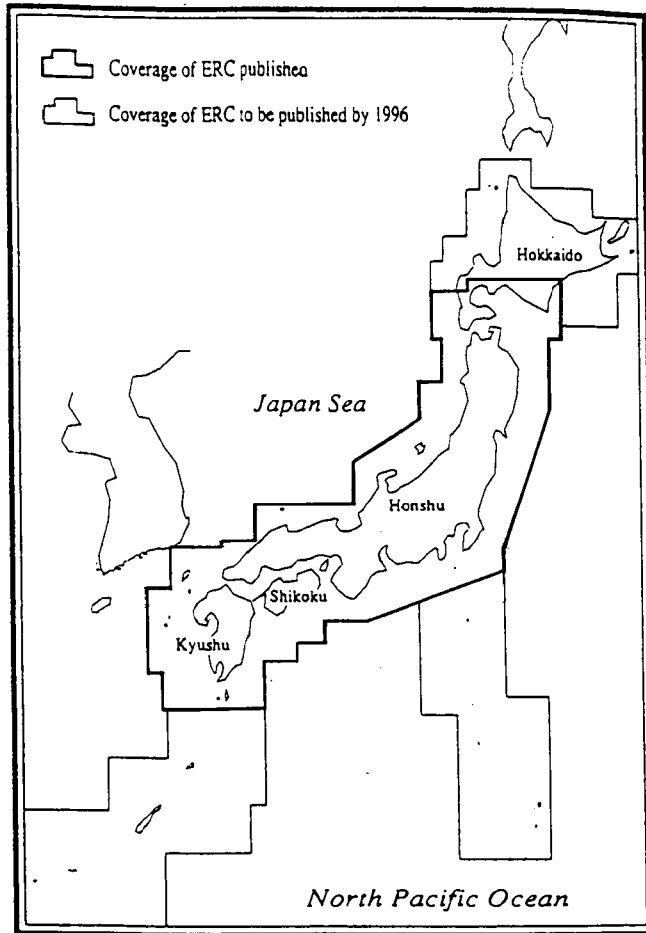 Coverage of ERC published
Coverage of ERC to be published by 1996
Hokkaido
Japan Sea
Honshu
Shikoku
Kyushu
North Pacific Ocean